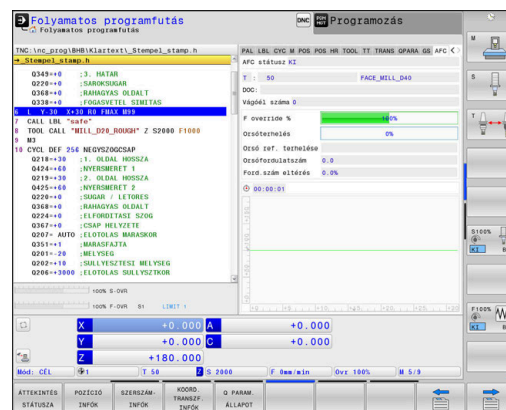 Folyamatos programfutás
Folyamatos programfutás
DNC
Programozás
TNC:\nc_prog\BHB\Klartext\_Stempel_stamp.h
→_Stempel_stamp.h
Q349=+0 ;3. HATAR
Q220=+0 ;SAROKSUGAR
Q368=+0 ;RAHAGYAS OLDALT
Q338=+0 ;FOGASVETEL SIMITAS
6 L Y-30 X+30 R0 FMAX M99
7 CALL LBL "safe"
8 TOOL CALL "MILL_D20_ROUGH" Z S2000 F1000
9 M3
10 CYCL DEF 256 NEGYSZOGCSAP
Q218=+30 ;1. OLDAL HOSSZA
Q424=+60 ;NYERSMERET 1
Q219=+30 ;2. OLDAL HOSSZA
Q425=+60 ;NYERSMERET 2
Q220=+0 ;SUGAR / LETORES
Q368=+0 ;RAHAGYAS OLDALT
Q224=+0 ;ELFORDITASI SZOG
Q367=+0 ;CSAP HELYZETE
Q207= AUTO ;ELOTOLAS MARASKOR
Q351=+1 ;MARASFAJTA
Q201=-20 ;MELYSEG
Q202=+10 ;SULLYESZTESI MELYSEG
Q206=+3000 ;ELOTOLAS SULLYSZTKOR
100% S-OVR
100% F-OVR S1 LIMIT 1
PAL LBL CYC M POS POS HR TOOL TT TRANS QPARA GS AFC
AFC státusz KI
T : 50 FACE_MILL_D40
DOC:
Vágóél száma 0
F override % 100%
Orsóterhelés 0%
Orsó ref. terhelése
Orsófordulatszám 0.0
Ford.szám eltérés 0.0%
00:00:01
X +0.000 A +0.000
Y +0.000 C +0.000
Z +180.000
Mód: CÉL 1 T 50 Z S 2000 F 0mm/min Ovr 100% M 5/9
ÁTTEKINTÉS STÁTUSZA
POZÍCIÓ INFÓK
SZERSZÁM- INFÓK
KOORD. TRANSZF. INFÓK
Q PARAM. ÁLLAPOT
M
S
T
S100%
KI
F100%
KI